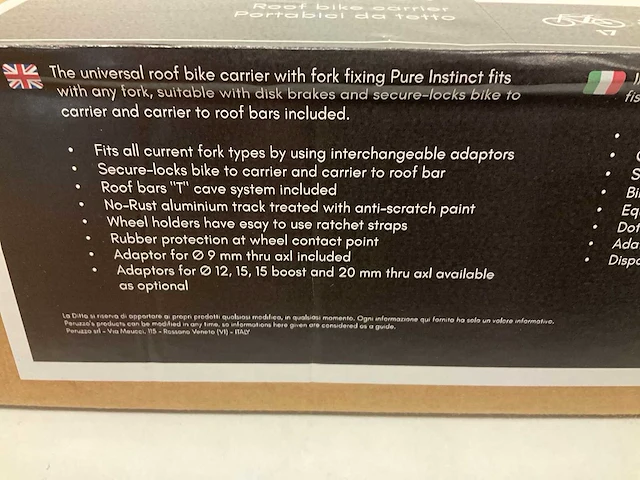 Roof bike carrier
Portabici da tetto
The universal roof bike carrier with fork fixing Pure Instinct fits
with any fork, suitable with disk brakes and secure-locks bike to
carrier and carrier to roof bars included.
• Fits all current fork types by using interchangeable adaptors
• Secure-locks bike to carrier and carrier to roof bar
• Roof bars "T" cave system included
• No-Rust aluminium track treated with anti-scratch paint
• Wheel holders have esay to use ratchet straps
• Rubber protection at wheel contact point
• Adaptor for Ø 9 mm thru axl included
• Adaptors for Ø 12, 15, 15 boost and 20 mm thru axl available
as optional
La Ditta si riserva di apportare ai propri prodotti qualsiasi modifica, in qualsiasi momento. Ogni informazione qui fornita ha solo un valore informativo.
Peruzzo's products can be modified in any time, so informations here given are considered as a guide.
Peruzzo srl - Via Meucci, 115 - Rossano Veneto (VI) - ITALY